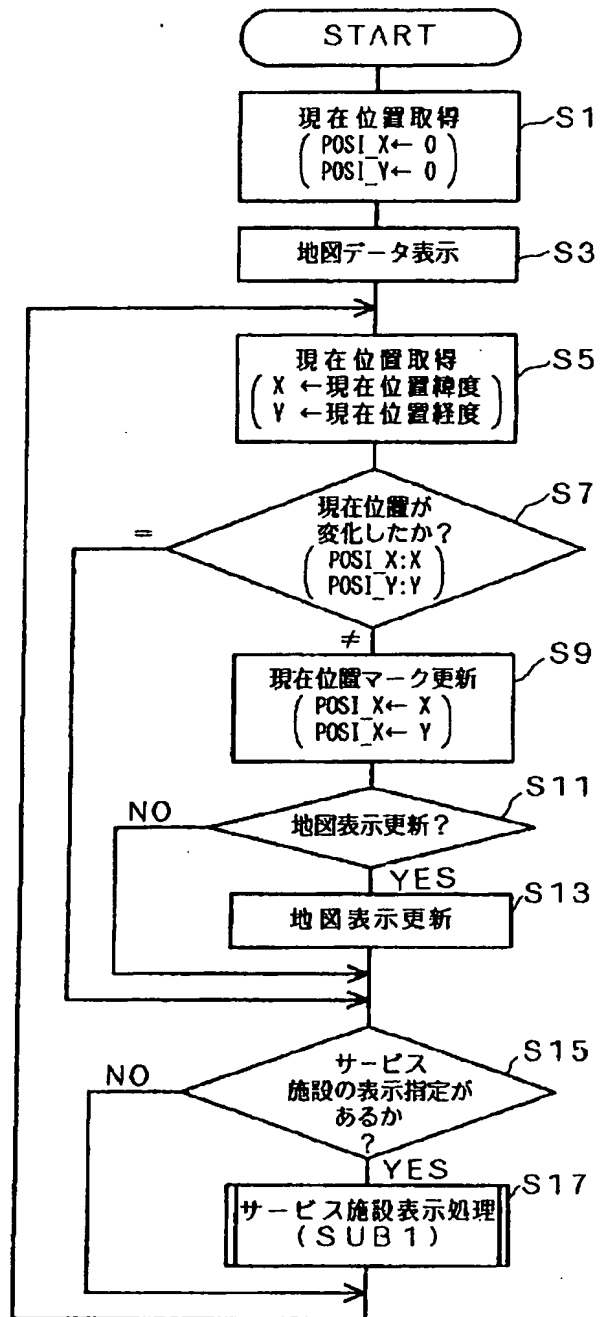 START
現在位置取得
POSI_X← 0
POSI_Y← 0
S1
地図データ表示
S3
現在位置取得
X ←現在位置緯度
Y ←現在位置経度
S5
現在位置が
変化したか?
POSI_X:X
POSI_Y:Y
S7
=
≠
現在位置マーク更新
POSI_X← X
POSI_X← Y
S9
地図表示更新?
S11
NO
YES
地図表示更新
S13
サービス
施設の表示指定が
あるか
?
S15
NO
YES
サービス施設表示処理
(SUB1)
S17